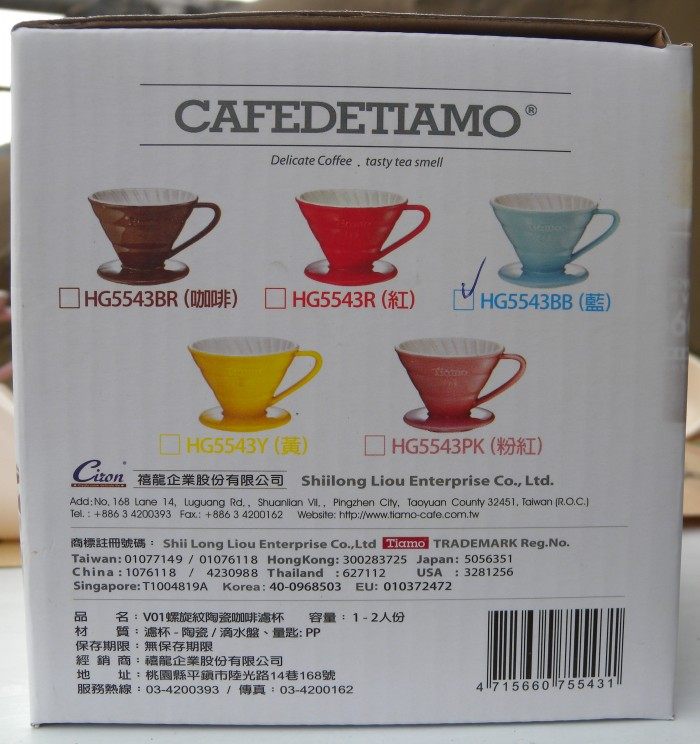 CAFEDETIAMO®
Delicate Coffee . tasty tea smell
HG5543BR (咖啡) HG5543R (紅) HG5543BB (藍)
HG5543Y (黃) HG5543PK (粉紅)
Ciron® 禧龍企業股份有限公司 Shiilong Liou Enterprise Co., Ltd.
Add:No, 168 Lane 14, Luguang Rd., Shuanlian Vil., Pingzhen City, Taoyuan County 32451, Taiwan (R.O.C.)
Tel. : +886 3 4200393 Fax.: +886 3 4200162 Website: http://www.tiamo-cafe.com.tw
商標註冊號碼： Shii Long Liou Enterprise Co.,Ltd Tiamo TRADEMARK Reg.No.
Taiwan: 01077149 / 01076118 HongKong: 300283725 Japan: 5056351
China : 1076118 / 4230988 Thailand : 627112 USA : 3281256
Singapore: T1004819A Korea: 40-0968503 EU: 010372472
品 名：V01螺旋紋陶瓷咖啡濾杯 容量：1 - 2人份
材 質：濾杯 - 陶瓷 / 滴水盤、量匙: PP
保存期限：無保存期限
經 銷 商：禧龍企業股份有限公司
地 址：桃園縣平鎮市陸光路14巷168號
服務熱線：03-4200393 / 傳真：03-4200162
4 715660 755431